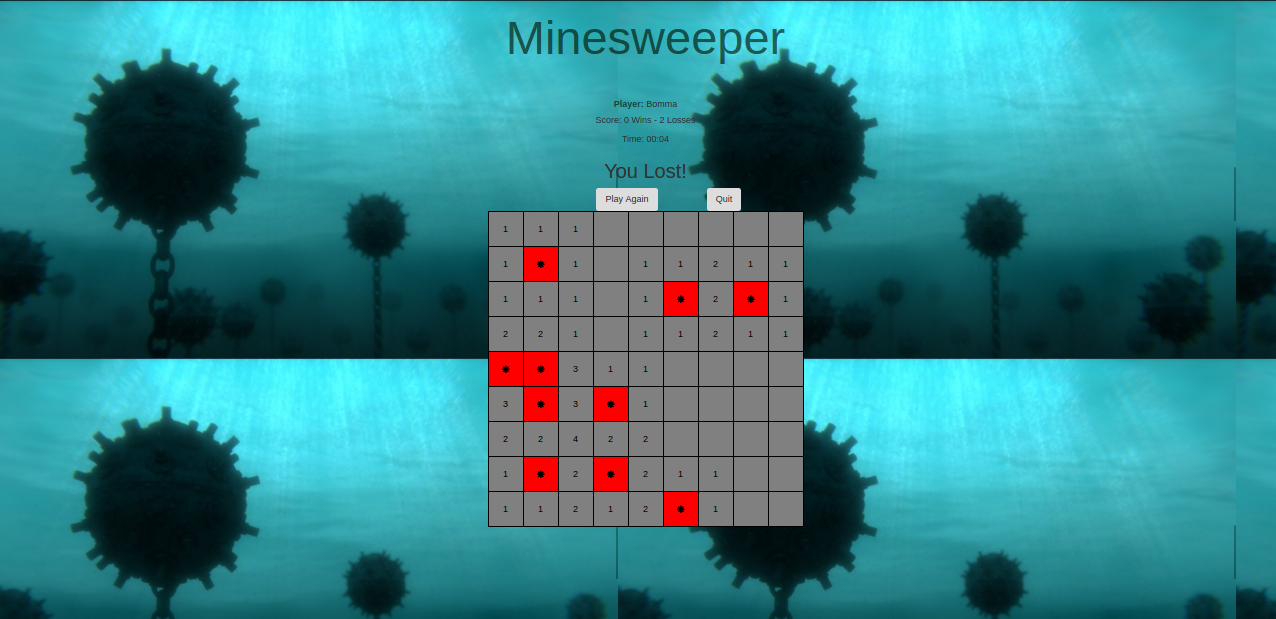 Minesweeper
Player: Bomma
Score: 0 Wins - 2 Losses
Time: 00:04
You Lost!
Play Again Quit
1 1 1
1 1 1 1 2 1 1
1 1 1 1 2 1
2 2 1 1 1 2 1 1
3 1 1
3 3 1
2 2 4 2 2
1 2 2 1 1
1 1 2 1 2 1